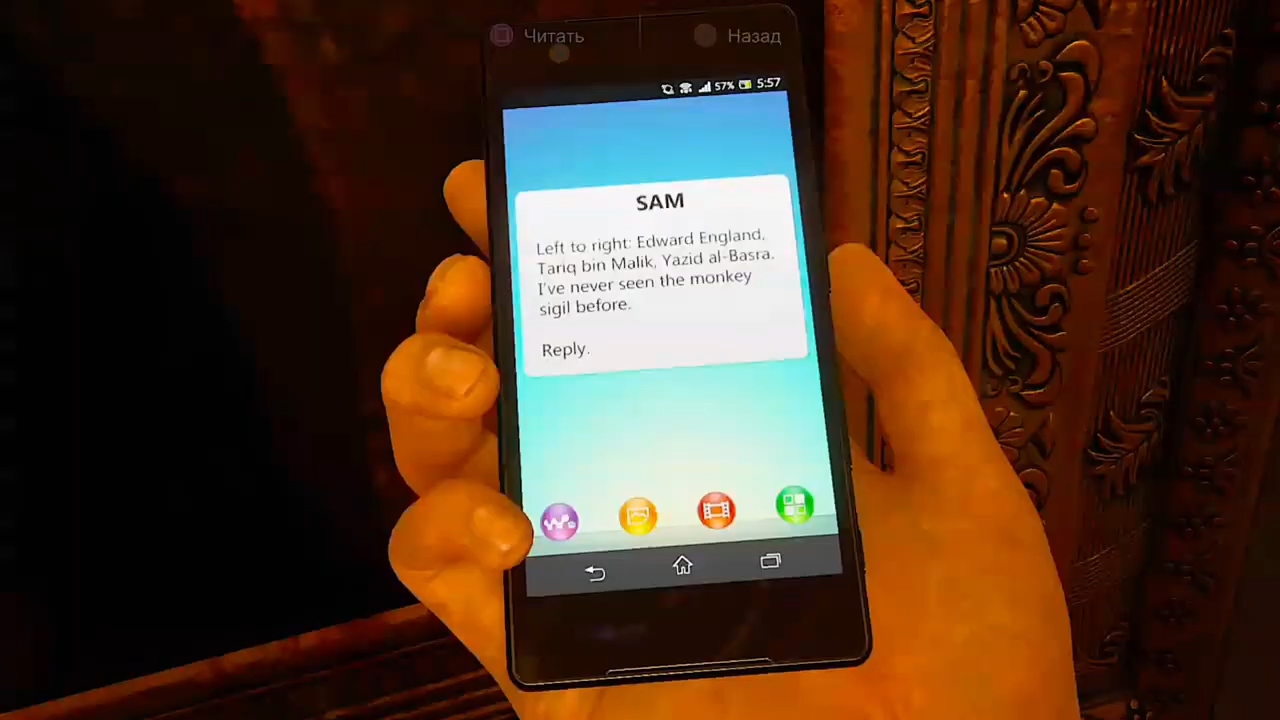 Читать
Назад
57% 5:57
SAM
Left to right: Edward England,
Tariq bin Malik, Yazid al-Basra.
I've never seen the monkey
sigil before.
Reply.